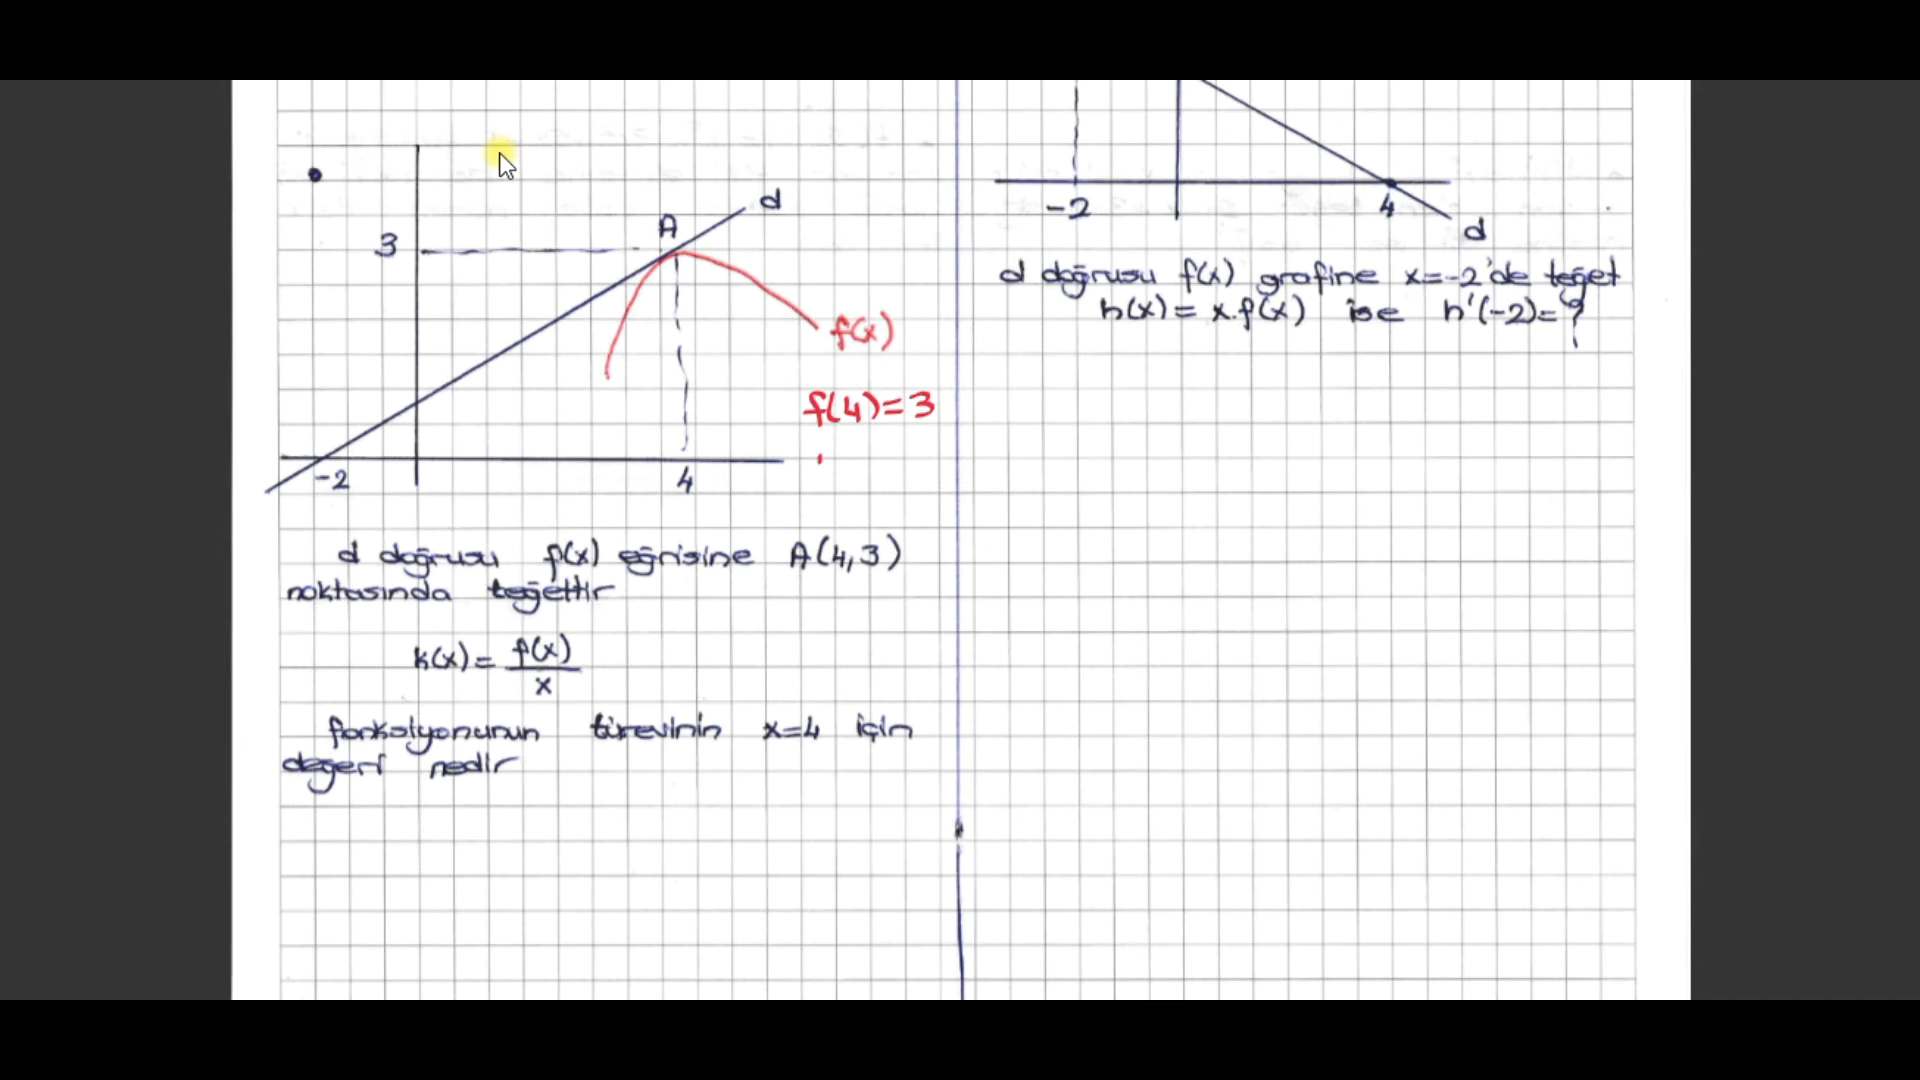 d
A
3
f(x)
f(4)=3
-2
4
d doğrusu f(x) eğrisine A(4,3)
noktasında teğettir
k(x)= f(x)
x
fonksiyonunun türevinin x=4 için
değeri nedir
-2
4
d
d doğrusu f(x) grafine x=-2'de teğet
h(x)= x.f(x) ise h'(-2)=?